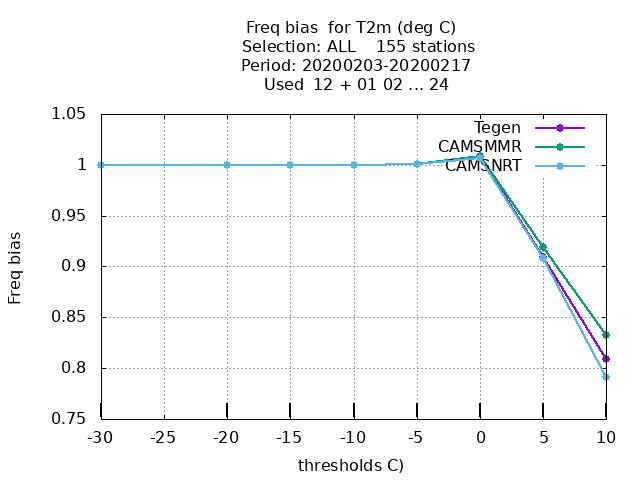 Freq bias  for T2m (deg C)
Selection: ALL    155 stations
Period: 20200203-20200217
Used  12 + 01 02 ... 24
Tegen
CAMSMMR
CAMSNRT
1.05
1
0.95
0.9
0.85
0.8
0.75
Freq bias
-30 -25 -20 -15 -10 -5 0 5 10
thresholds C)